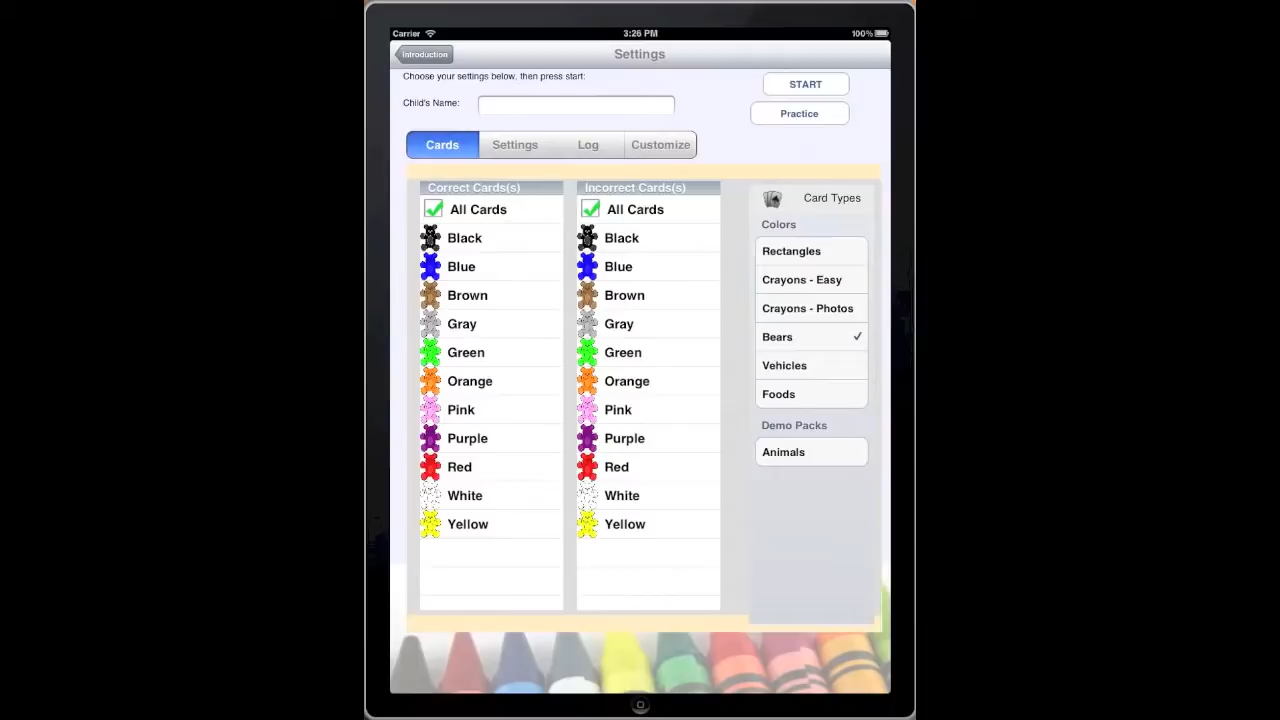 Carrier 3:26 PM 100%
Introduction Settings
Choose your settings below, then press start:
START
Child's Name:
Practice
Cards Settings Log Customize
Correct Cards(s)
All Cards
Black
Blue
Brown
Gray
Green
Orange
Pink
Purple
Red
White
Yellow
Incorrect Cards(s)
All Cards
Black
Blue
Brown
Gray
Green
Orange
Pink
Purple
Red
White
Yellow
Card Types
Colors
Rectangles
Crayons - Easy
Crayons - Photos
Bears
Vehicles
Foods
Demo Packs
Animals